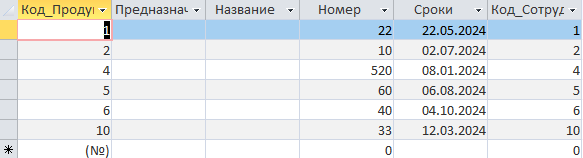 Код_Продук Предназнач Название Номер Сроки Код_Сотруд
1 22 22.05.2024 1
2 10 02.07.2024 2
4 520 08.01.2024 4
5 60 06.08.2024 5
6 40 04.10.2024 6
10 33 12.03.2024 10
(№) 0 0